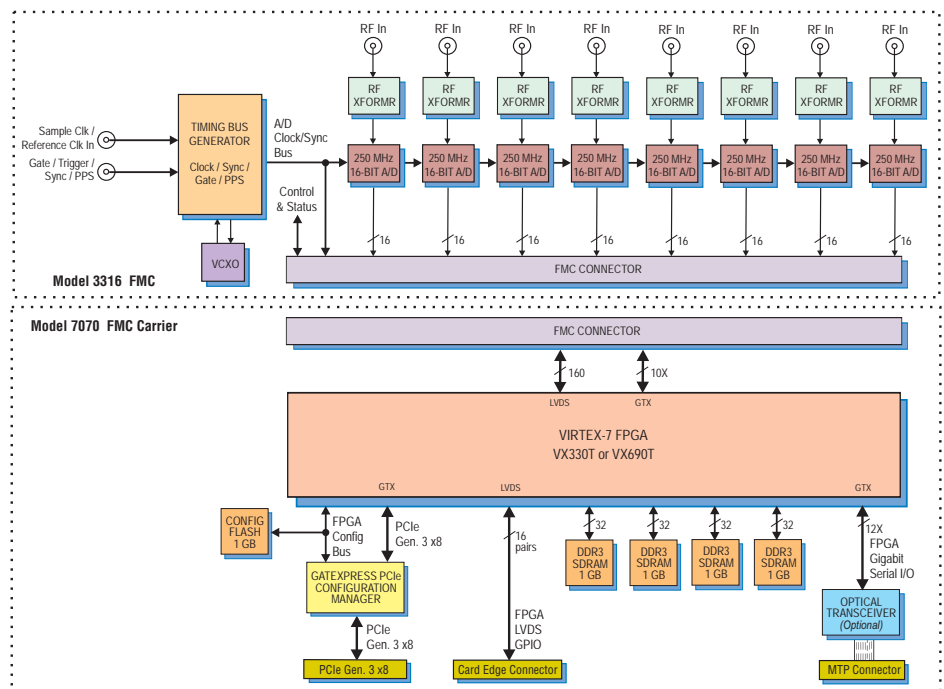 RF In RF In RF In RF In RF In RF In RF In RF In
RF XFORMR
RF XFORMR
RF XFORMR
RF XFORMR
RF XFORMR
RF XFORMR
RF XFORMR
RF XFORMR
Sample Clk /
Reference Clk In
Gate / Trigger /
Sync / PPS
TIMING BUS
GENERATOR
Clock / Sync /
Gate / PPS
A/D
Clock/Sync
Bus
250 MHz
16-BIT A/D
250 MHz
16-BIT A/D
250 MHz
16-BIT A/D
250 MHz
16-BIT A/D
250 MHz
16-BIT A/D
250 MHz
16-BIT A/D
250 MHz
16-BIT A/D
250 MHz
16-BIT A/D
Control
& Status
16 16 16 16 16 16 16 16
VCXO
FMC CONNECTOR
Model 3316 FMC
Model 7070 FMC Carrier
FMC CONNECTOR
160
10X
LVDS
GTX
VIRTEX-7 FPGA
VX330T or VX690T
GTX
LVDS
GTX
CONFIG
FLASH
1 GB
FPGA
Config
Bus
PCIe
Gen. 3 x8
16
pairs
32 32 32 32
12X
FPGA
Gigabit
Serial I/O
DDR3
SDRAM
1 GB
DDR3
SDRAM
1 GB
DDR3
SDRAM
1 GB
DDR3
SDRAM
1 GB
GATEXPRESS PCIe
CONFIGURATION
MANAGER
OPTICAL
TRANSCEIVER
(Optional)
PCIe
Gen. 3 x8
FPGA
LVDS
GPIO
PCIe Gen. 3 x8
Card Edge Connector
MTP Connector